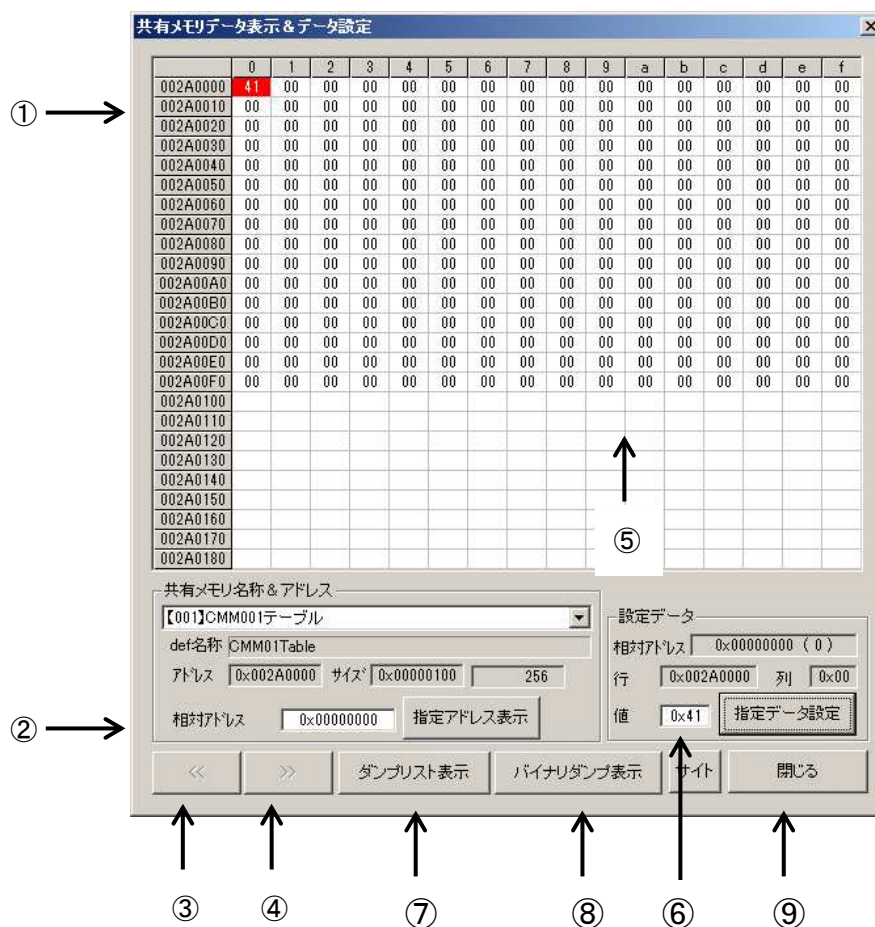 共有メモリデータ表示&データ設定
0 1 2 3 4 5 6 7 8 9 a b c d e f
002A0000 41 00 00 00 00 00 00 00 00 00 00 00 00 00 00 00
① 002A0010 00 00 00 00 00 00 00 00 00 00 00 00 00 00 00 00
002A0020 00 00 00 00 00 00 00 00 00 00 00 00 00 00 00 00
002A0030 00 00 00 00 00 00 00 00 00 00 00 00 00 00 00 00
002A0040 00 00 00 00 00 00 00 00 00 00 00 00 00 00 00 00
002A0050 00 00 00 00 00 00 00 00 00 00 00 00 00 00 00 00
002A0060 00 00 00 00 00 00 00 00 00 00 00 00 00 00 00 00
002A0070 00 00 00 00 00 00 00 00 00 00 00 00 00 00 00 00
002A0080 00 00 00 00 00 00 00 00 00 00 00 00 00 00 00 00
002A0090 00 00 00 00 00 00 00 00 00 00 00 00 00 00 00 00
002A00A0 00 00 00 00 00 00 00 00 00 00 00 00 00 00 00 00
002A00B0 00 00 00 00 00 00 00 00 00 00 00 00 00 00 00 00
002A00C0 00 00 00 00 00 00 00 00 00 00 00 00 00 00 00 00
002A00D0 00 00 00 00 00 00 00 00 00 00 00 00 00 00 00 00
002A00E0 00 00 00 00 00 00 00 00 00 00 00 00 00 00 00 00
002A00F0 00 00 00 00 00 00 00 00 00 00 00 00 00 00 00 00
002A0100
002A0110
002A0120
002A0130
002A0140
002A0150
002A0160
002A0170
002A0180
⑤
共有メモリ名称&アドレス
【001】CMM001テーブル
def名称 CMM01Table
アドレス 0x002A0000 サイズ 0x00000100 256
② 相対アドレス 0x00000000 指定アドレス表示
設定データ
相対アドレス 0x00000000 ( 0 )
行 0x002A0000 列 0x00
値 0x41 指定データ設定
<< >> ダンプリスト表示 バイナリダンプ表示 サイト 閉じる
③ ④ ⑦ ⑧ ⑥ ⑨